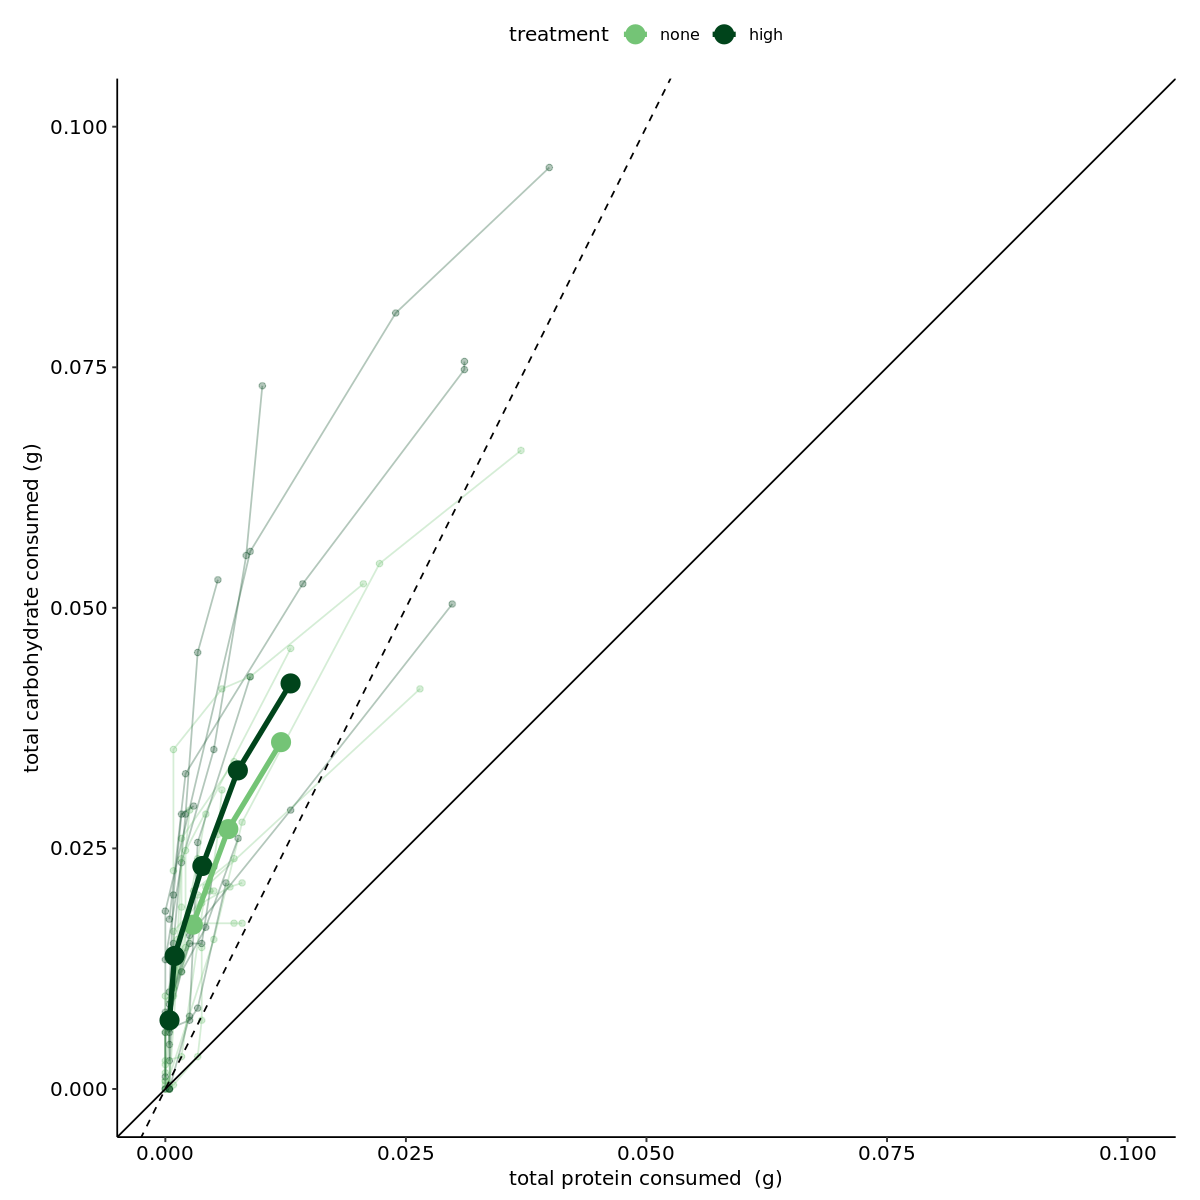 treatment none high
0.100
0.075
0.050
0.025
0.000
total carbohydrate consumed (g)
0.000 0.025 0.050 0.075 0.100
total protein consumed  (g)